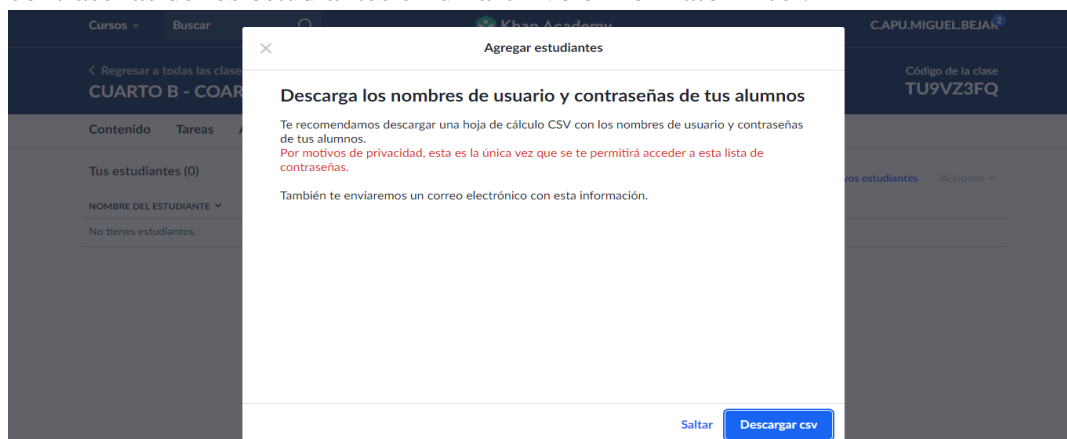 Cursos
Buscar
Khan Academy
C.APU.MIGUEL.BEJAR
2
Agregar estudiantes
< Regresar a todas las clase
Código de la clase
CUARTO B - COAR
TU9VZ3FQ
Descarga los nombres de usuario y contraseñas de tus alumnos
Contenido Tareas
Te recomendamos descargar una hoja de cálculo CSV con los nombres de usuario y contraseñas
de tus alumnos.
Por motivos de privacidad, esta es la única vez que se te permitirá acceder a esta lista de
contraseñas.
Tus estudiantes (0)
vos estudiantes
Acciones
También te enviaremos un correo electrónico con esta información.
NOMBRE DEL ESTUDIANTE
No tienes estudiantes.
Saltar
Descargar csv